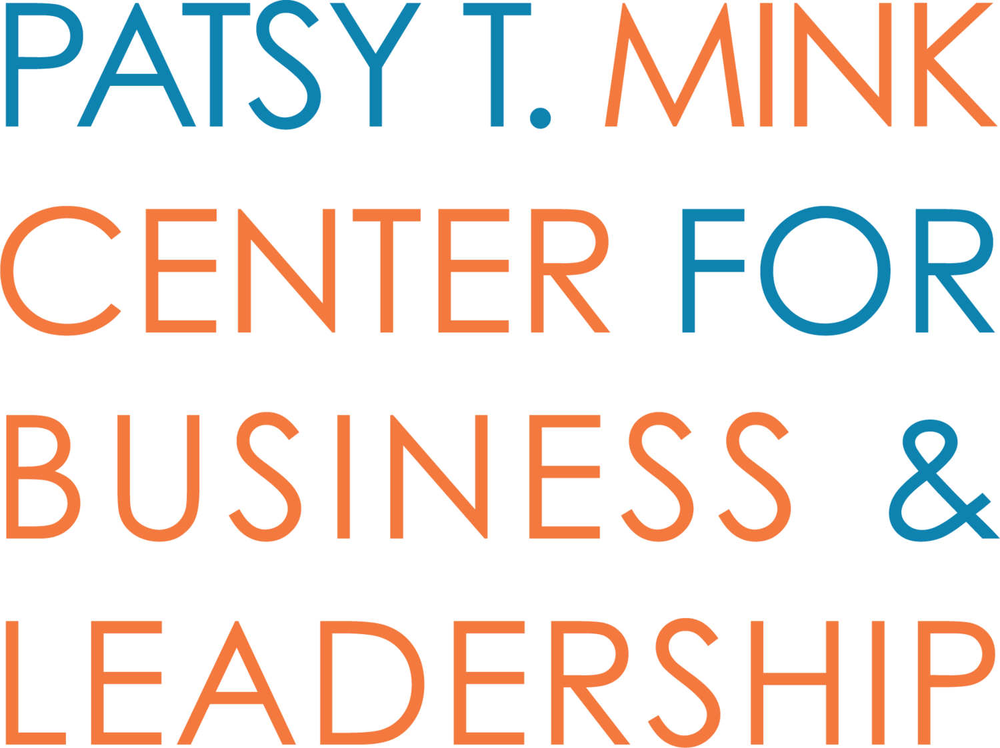 PATSY T. MINK
CENTER FOR
BUSINESS &
LEADERSHIP